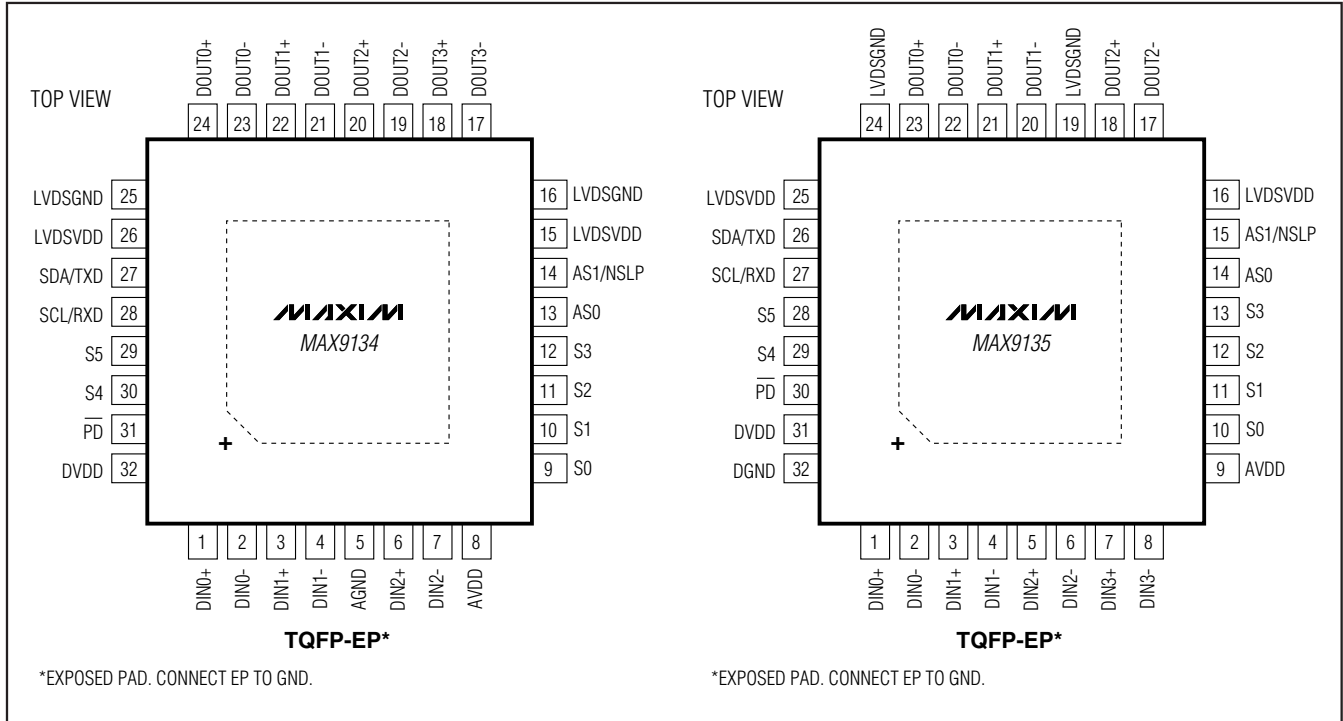 TOP VIEW
DOUT0+ DOUT0- DOUT1+ DOUT1- DOUT2+ DOUT2- DOUT3+ DOUT3-
24 23 22 21 20 19 18 17
LVDSGND 25
LVDSVDD 26
SDA/TXD 27
SCL/RXD 28
S5 29
S4 30
PD 31
DVDD 32
MAXIM
MAX9134
+
16 LVDSGND
15 LVDSVDD
14 AS1/NSLP
13 AS0
12 S3
11 S2
10 S1
9 S0
1 2 3 4 5 6 7 8
DIN0+ DIN0- DIN1+ DIN1- AGND DIN2+ DIN2- AVDD
TQFP-EP*
*EXPOSED PAD. CONNECT EP TO GND.
TOP VIEW
LVDSGND DOUT0+ DOUT0- DOUT1+ DOUT1- LVDSGND DOUT2+ DOUT2-
24 23 22 21 20 19 18 17
LVDSVDD 25
SDA/TXD 26
SCL/RXD 27
S5 28
S4 29
PD 30
DVDD 31
DGND 32
MAXIM
MAX9135
+
16 LVDSVDD
15 AS1/NSLP
14 AS0
13 S3
12 S2
11 S1
10 S0
9 AVDD
1 2 3 4 5 6 7 8
DIN0+ DIN0- DIN1+ DIN1- DIN2+ DIN2- DIN3+ DIN3-
TQFP-EP*
*EXPOSED PAD. CONNECT EP TO GND.